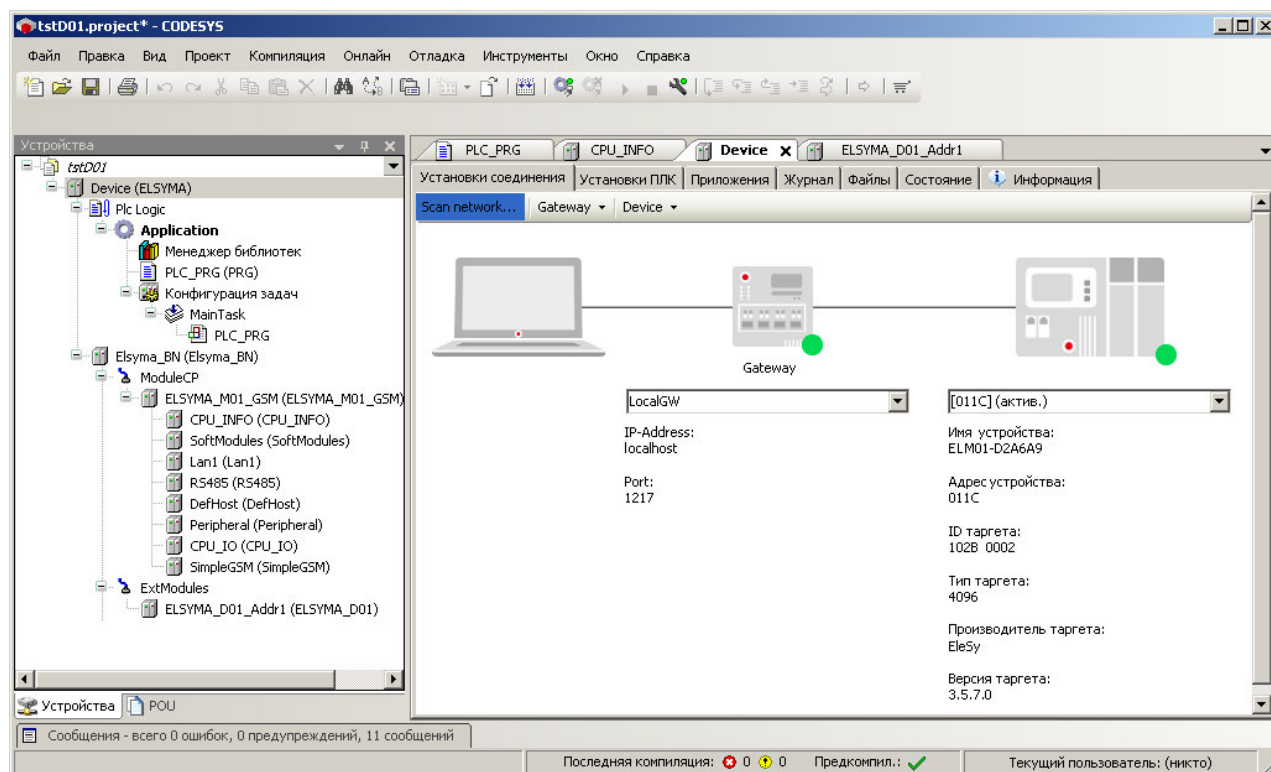 tstD01.project* - CODESYS
Файл Правка Вид Проект Компиляция Онлайн Отладка Инструменты Окно Справка
Устройства
tstD01
Device (ELSYMA)
Plc Logic
Application
Менеджер библиотек
PLC_PRG (PRG)
Конфигурация задач
MainTask
PLC_PRG
Elsyma_BN (Elsyma_BN)
ModuleCP
ELSYMA_M01_GSM (ELSYMA_M01_GSM)
CPU_INFO (CPU_INFO)
SoftModules (SoftModules)
Lan1 (Lan1)
RS485 (RS485)
DefHost (DefHost)
Peripheral (Peripheral)
CPU_IO (CPU_IO)
SimpleGSM (SimpleGSM)
ExtModules
ELSYMA_D01_Addr1 (ELSYMA_D01)
Устройства POU
PLC_PRG CPU_INFO Device ELSYMA_D01_Addr1
Установки соединения Установки ПЛК Приложения Журнал Файлы Состояние Информация
Scan network... Gateway Device
Gateway
LocalGW
IP-Address:
localhost
Port:
1217
[011C] (актив.)
Имя устройства:
ELM01-D2A6A9
Адрес устройства:
011C
ID таргета:
102B 0002
Тип таргета:
4096
Производитель таргета:
EleSy
Версия таргета:
3.5.7.0
Сообщения - всего 0 ошибок, 0 предупреждений, 11 сообщений
Последняя компиляция: 0 0 Предкомпил.: Текущий пользователь: (никто)